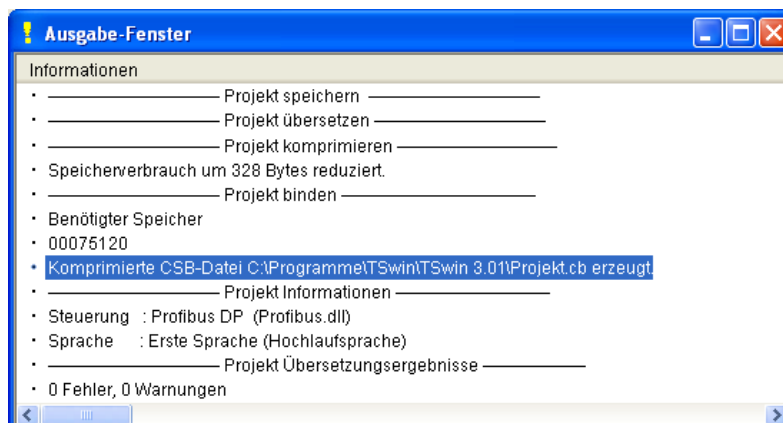 Ausgabe-Fenster
Informationen
Projekt speichern
Projekt übersetzen
Projekt komprimieren
Speicherverbrauch um 328 Bytes reduziert.
Projekt binden
Benötigter Speicher
00075120
Komprimierte CSB-Datei C:\Programme\TSwin\TSwin 3.01\Projekt.cb erzeugt.
Projekt Informationen
Steuerung : Profibus DP (Profibus.dll)
Sprache : Erste Sprache (Hochlaufsprache)
Projekt Übersetzungsergebnisse
0 Fehler, 0 Warnungen